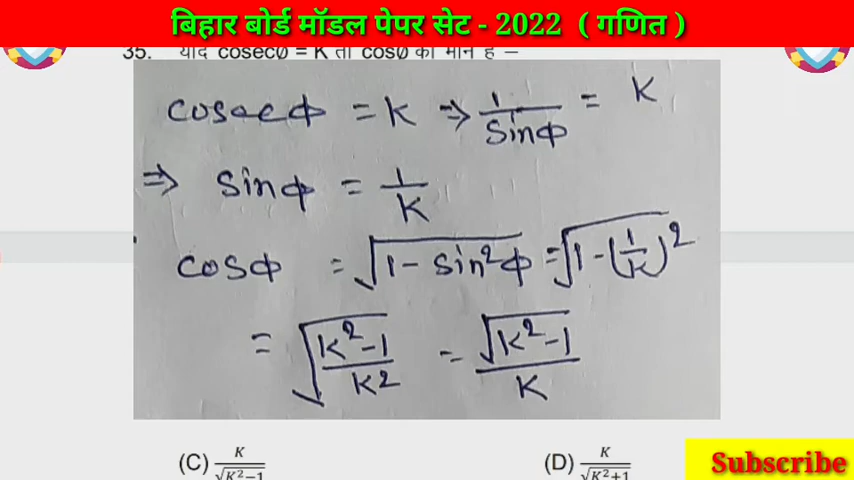 बिहार बोर्ड मॉडल पेपर सेट - 2022 ( गणित )
35. यदि cosecφ = K तो cosφ का मान है –
cosecφ = K ⇒ 1/sinφ = K
⇒ sinφ = 1/K
cosφ = √(1 - sin²φ) = √(1 - (1/K)²)
= √((K²-1)/K²) = √(K²-1)/K
(C) K/√(K²−1) (D) K/√(K²+1)
Subscribe